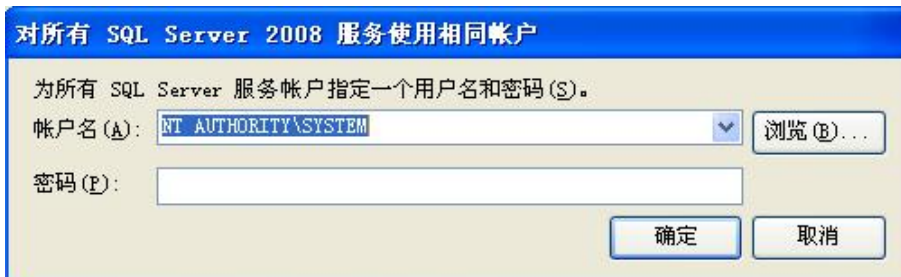 对所有 SQL Server 2008 服务使用相同帐户
为所有 SQL Server 服务帐户指定一个用户名和密码(S)。
帐户名(A): NT AUTHORITY\SYSTEM 浏览(B)...
密码(P):
确定 取消